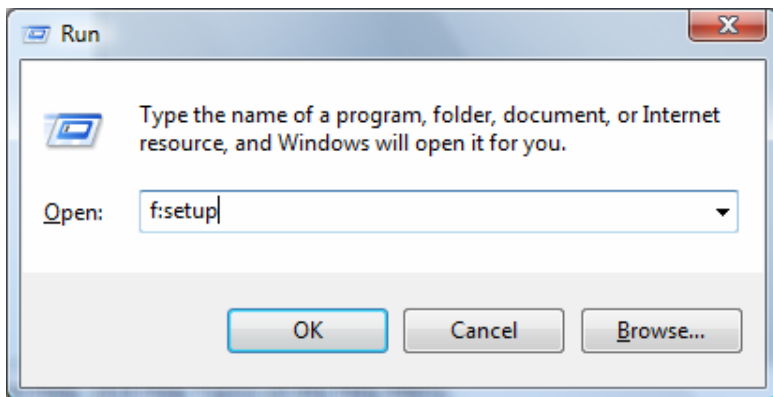 Run
Type the name of a program, folder, document, or Internet
resource, and Windows will open it for you.
Open: f:setup
OK Cancel Browse...